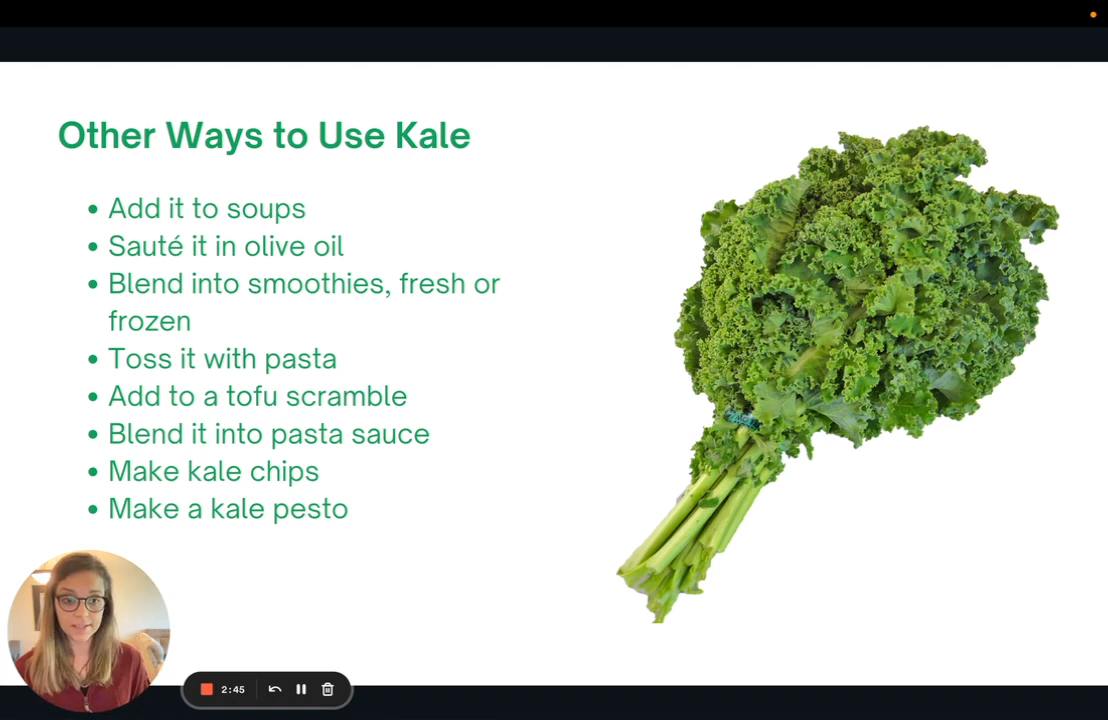 Other Ways to Use Kale
• Add it to soups
• Sauté it in olive oil
• Blend into smoothies, fresh or
frozen
• Toss it with pasta
• Add to a tofu scramble
• Blend it into pasta sauce
• Make kale chips
• Make a kale pesto
2:45